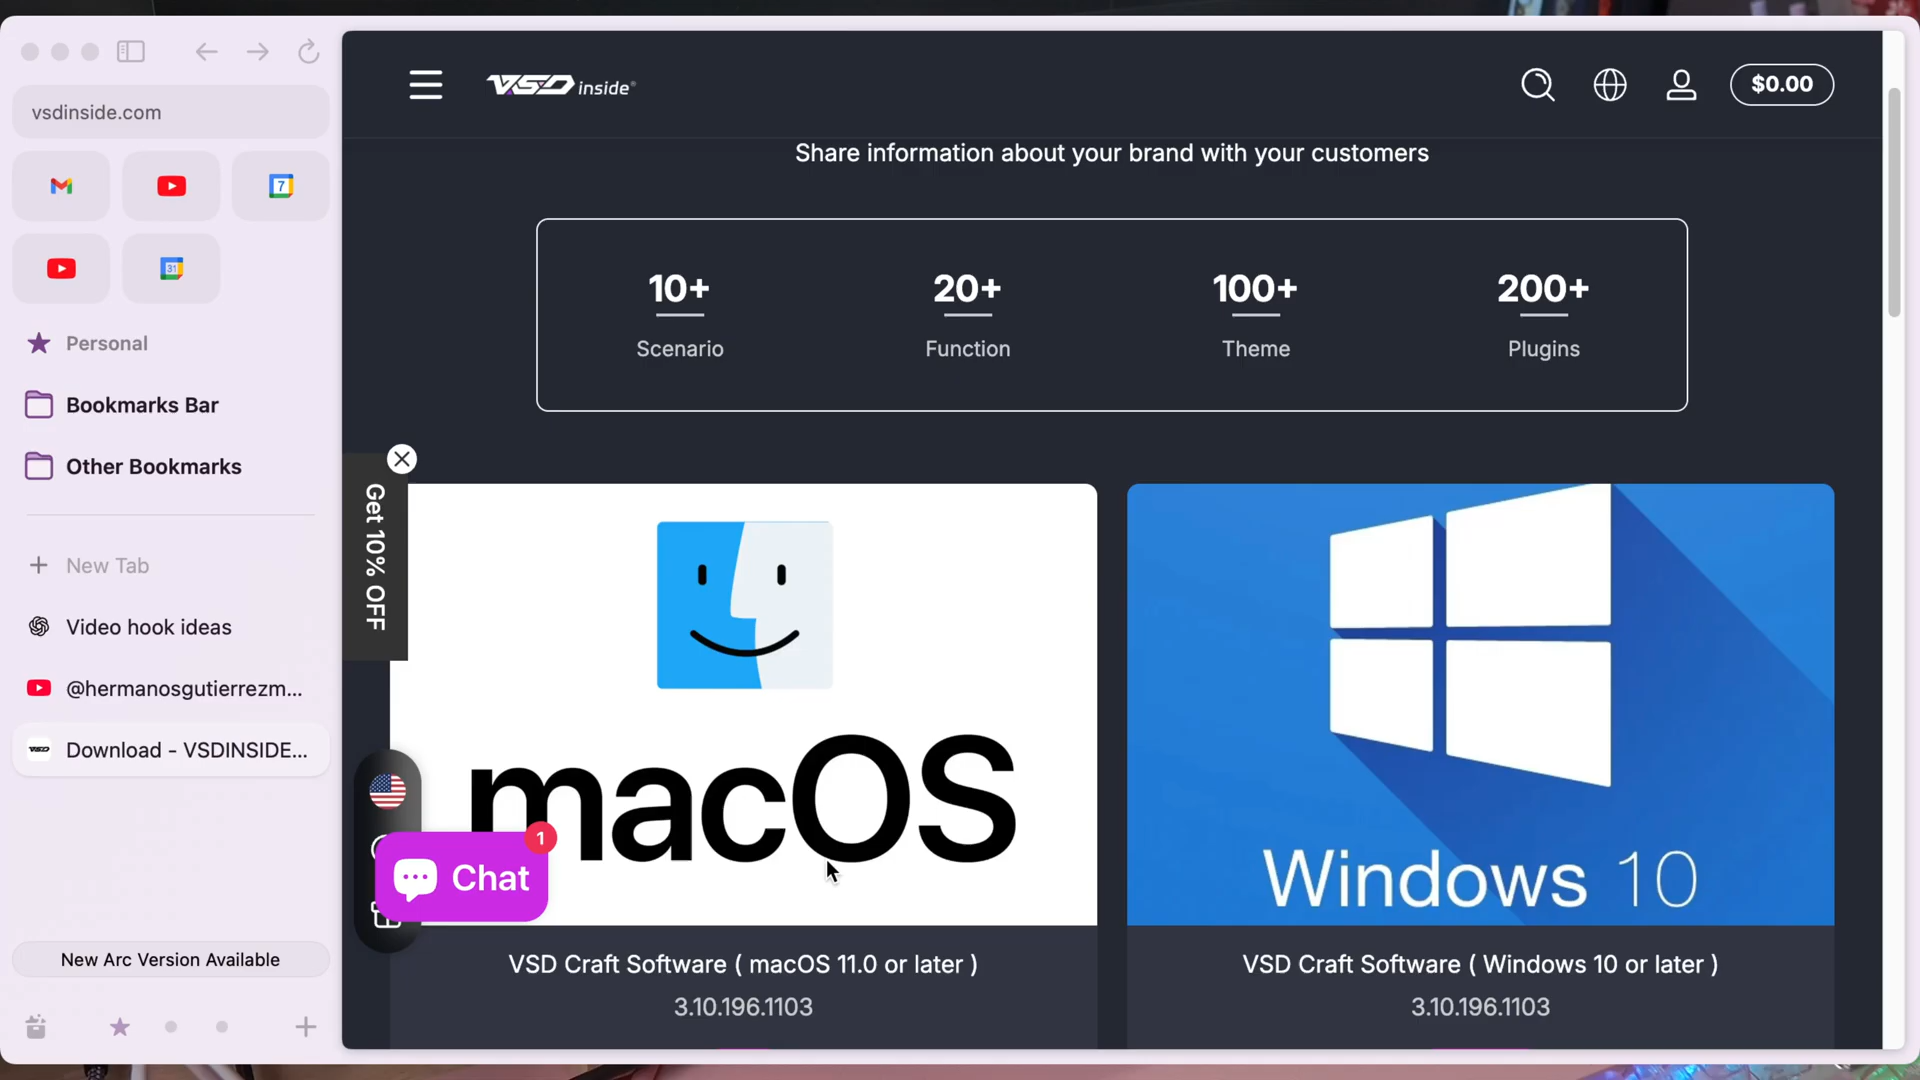 vsdinside.com
7
31
Personal
Bookmarks Bar
Other Bookmarks
New Tab
Video hook ideas
@hermanosgutierrezm...
VSD
Download - VSDINSIDE...
New Arc Version Available
VSD inside®
$0.00
Share information about your brand with your customers
10+
Scenario
20+
Function
100+
Theme
200+
Plugins
Get 10% OFF
macOS
1
Chat
VSD Craft Software ( macOS 11.0 or later )
3.10.196.1103
Windows 10
VSD Craft Software ( Windows 10 or later )
3.10.196.1103